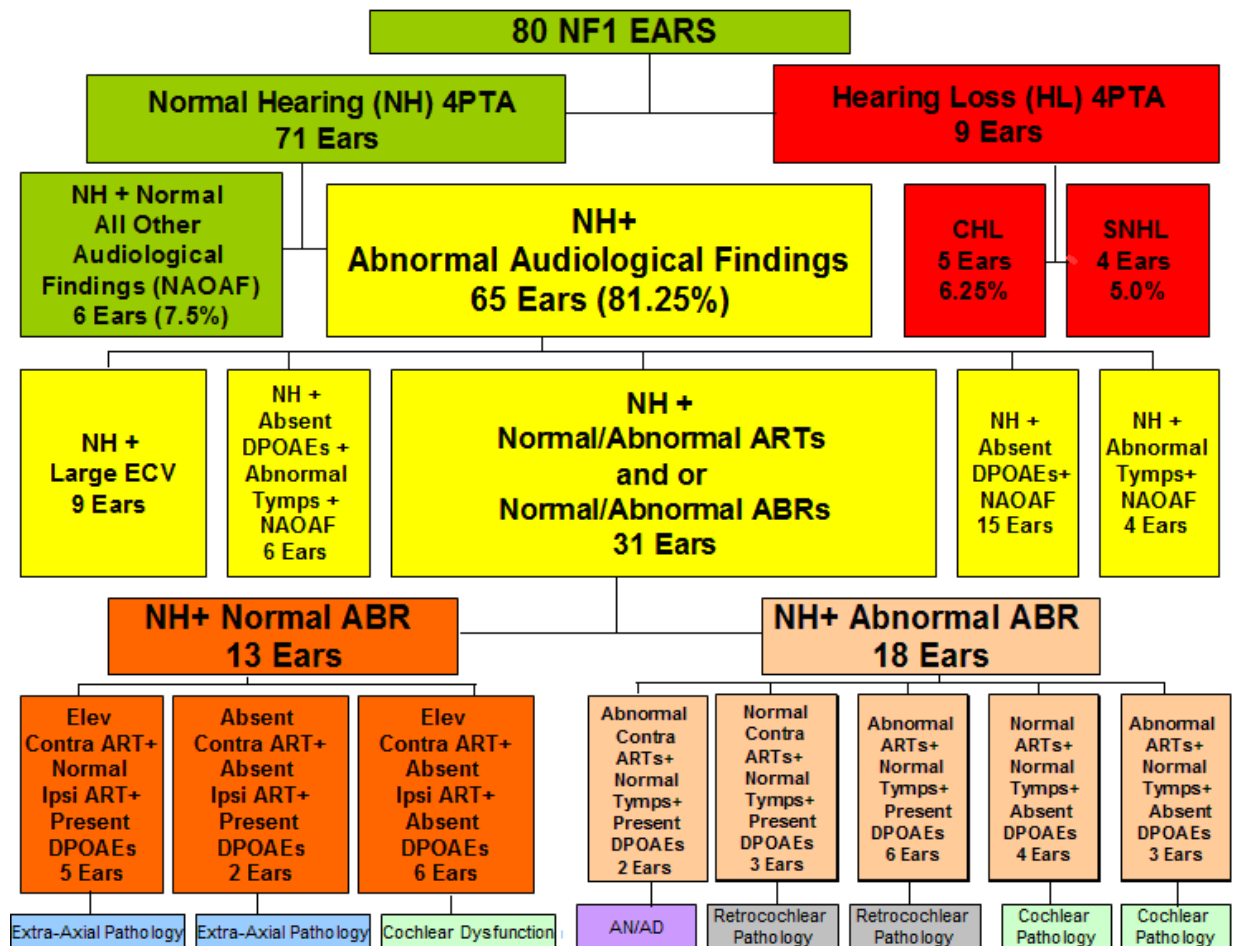 80 NF1 EARS
Normal Hearing (NH) 4PTA
71 Ears
Hearing Loss (HL) 4PTA
9 Ears
NH + Normal
All Other
Audiological
Findings (NAOAF)
6 Ears (7.5%)
NH+
Abnormal Audiological Findings
65 Ears (81.25%)
CHL
5 Ears
6.25%
SNHL
4 Ears
5.0%
NH +
Large ECV
9 Ears
NH +
Absent
DPOAEs +
Abnormal
Tymps +
NAOAF
6 Ears
NH +
Normal/Abnormal ARTs
and or
Normal/Abnormal ABRs
31 Ears
NH +
Absent
DPOAEs+
NAOAF
15 Ears
NH +
Abnormal
Tymps+
NAOAF
4 Ears
NH+ Normal ABR
13 Ears
NH+ Abnormal ABR
18 Ears
Elev
Contra ART+
Normal
Ipsi ART+
Present
DPOAEs
5 Ears
Absent
Contra ART+
Absent
Ipsi ART+
Present
DPOAEs
2 Ears
Elev
Contra ART+
Absent
Ipsi ART+
Absent
DPOAEs
6 Ears
Abnormal
Contra
ARTs+
Normal
Tymps+
Present
DPOAEs
2 Ears
Normal
Contra
ARTs+
Normal
Tymps+
Present
DPOAEs
3 Ears
Abnormal
ARTs+
Normal
Tymps+
Present
DPOAEs
6 Ears
Normal
ARTs+
Normal
Tymps+
Absent
DPOAEs
4 Ears
Abnormal
ARTs+
Normal
Tymps+
Absent
DPOAEs
3 Ears
Extra-Axial Pathology
Extra-Axial Pathology
Cochlear Dysfunction
AN/AD
Retrocochlear
Pathology
Retrocochlear
Pathology
Cochlear
Pathology
Cochlear
Pathology